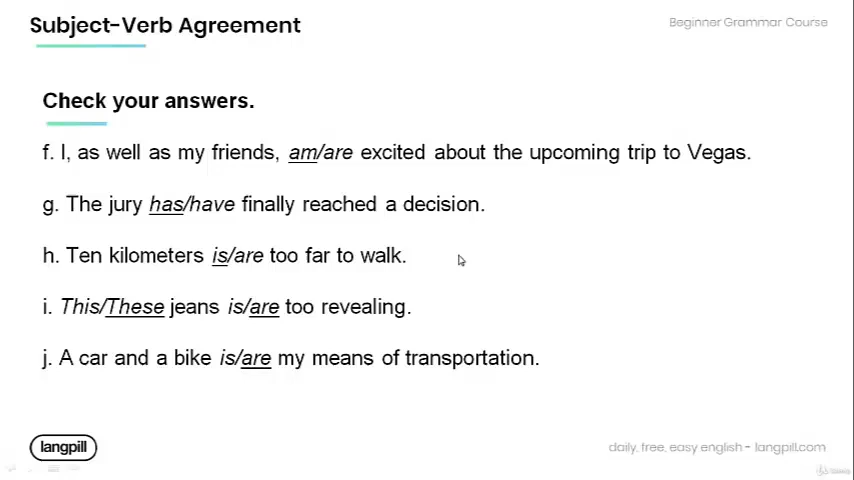 Subject-Verb Agreement
Beginner Grammar Course
Check your answers.
f. I, as well as my friends, am/are excited about the upcoming trip to Vegas.
g. The jury has/have finally reached a decision.
h. Ten kilometers is/are too far to walk.
i. This/These jeans is/are too revealing.
j. A car and a bike is/are my means of transportation.
langpill
daily, free, easy english - langpill.com